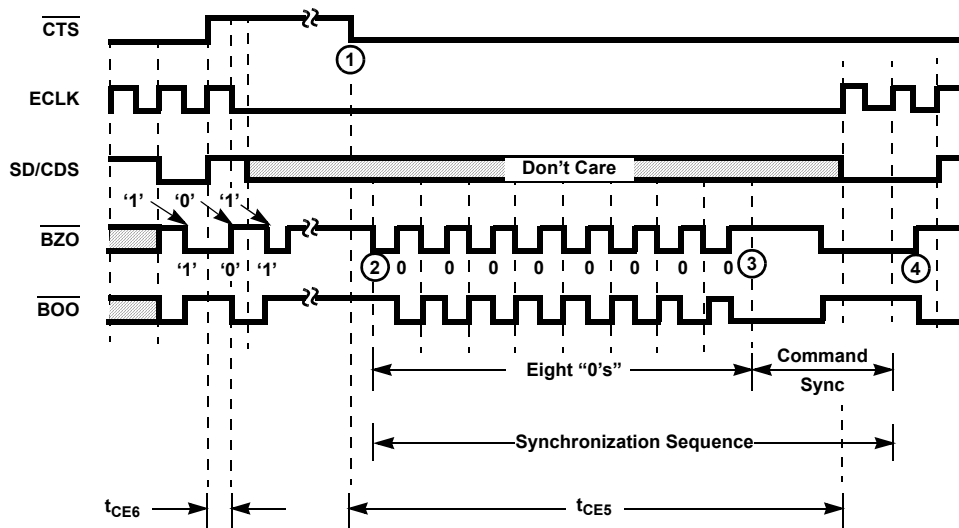 CTS
1
ECLK
SD/CDS
Don't Care
'1' '0' '1'
BZO
2 0 0 0 0 0 0 0 0 3 4
'1' '0' '1'
BOO
Eight “0's”
Command
Sync
Synchronization Sequence
tCE6
tCE5